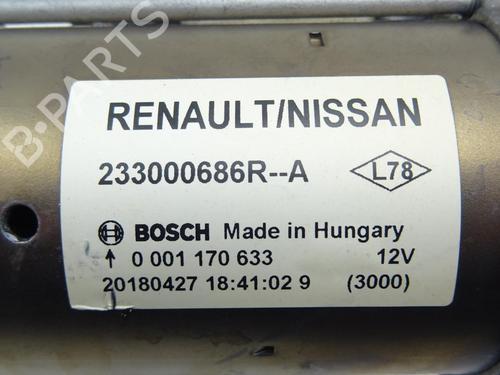 B-PARTS
RENAULT/NISSAN
233000686R--A
L78
BOSCH Made in Hungary
↑ 0 001 170 633 12V
20180427 18:41:02 9 (3000)